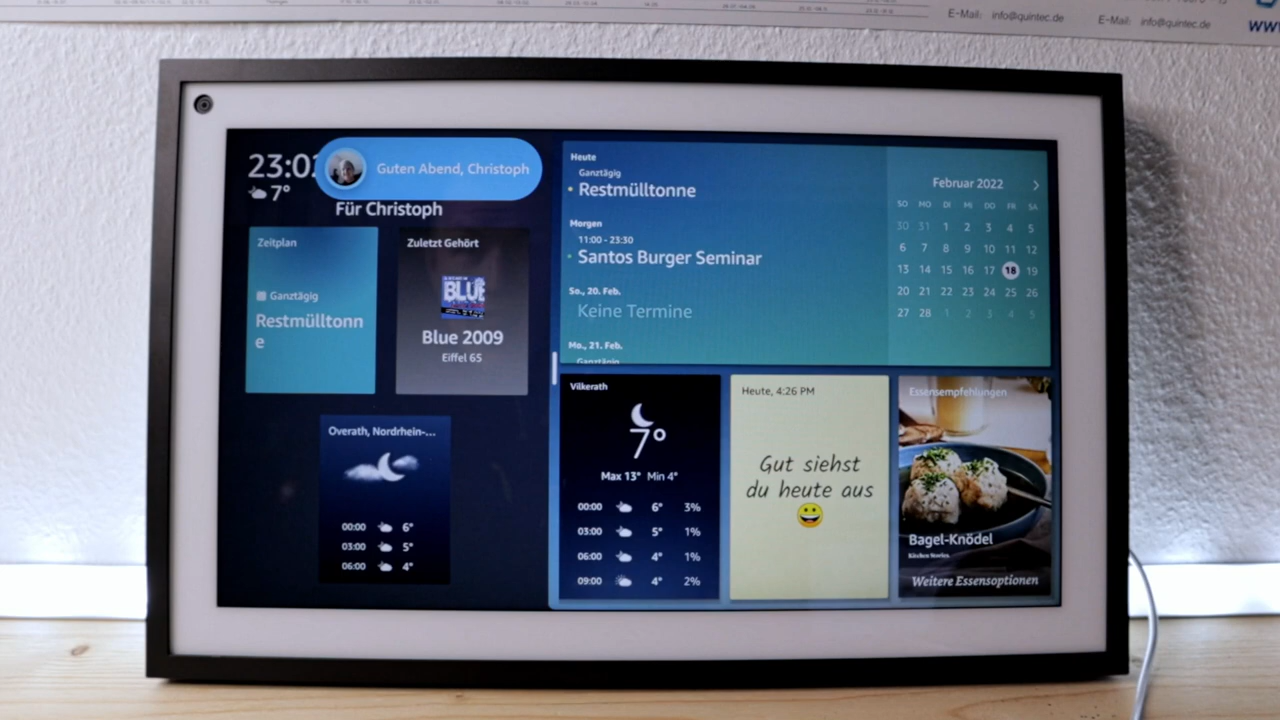 E-Mail: info@quintec.de E-Mail: info@quintec.de
23:02
7°
Guten Abend, Christoph
Für Christoph
Zeitplan
Ganztägig
Restmülltonn
e
Zuletzt Gehört
BLUE
Blue 2009
Eiffel 65
Overath, Nordrhein-...
00:00 6°
03:00 5°
06:00 4°
Heute
Ganztägig
Restmülltonne
Morgen
11:00 - 23:30
Santos Burger Seminar
So., 20. Feb.
Keine Termine
Mo., 21. Feb.
Ganztägig
Februar 2022
SO MO DI MI DO FR SA
30 31 1 2 3 4 5
6 7 8 9 10 11 12
13 14 15 16 17 18 19
20 21 22 23 24 25 26
27 28 1 2 3 4 5
Vilkerath
7°
Max 13° Min 4°
00:00 6° 3%
03:00 5° 1%
06:00 4° 1%
09:00 4° 2%
Heute, 4:26 PM
Gut siehst
du heute aus
Essensempfehlungen
Bagel-Knödel
Kitchen Stories
Weitere Essensoptionen